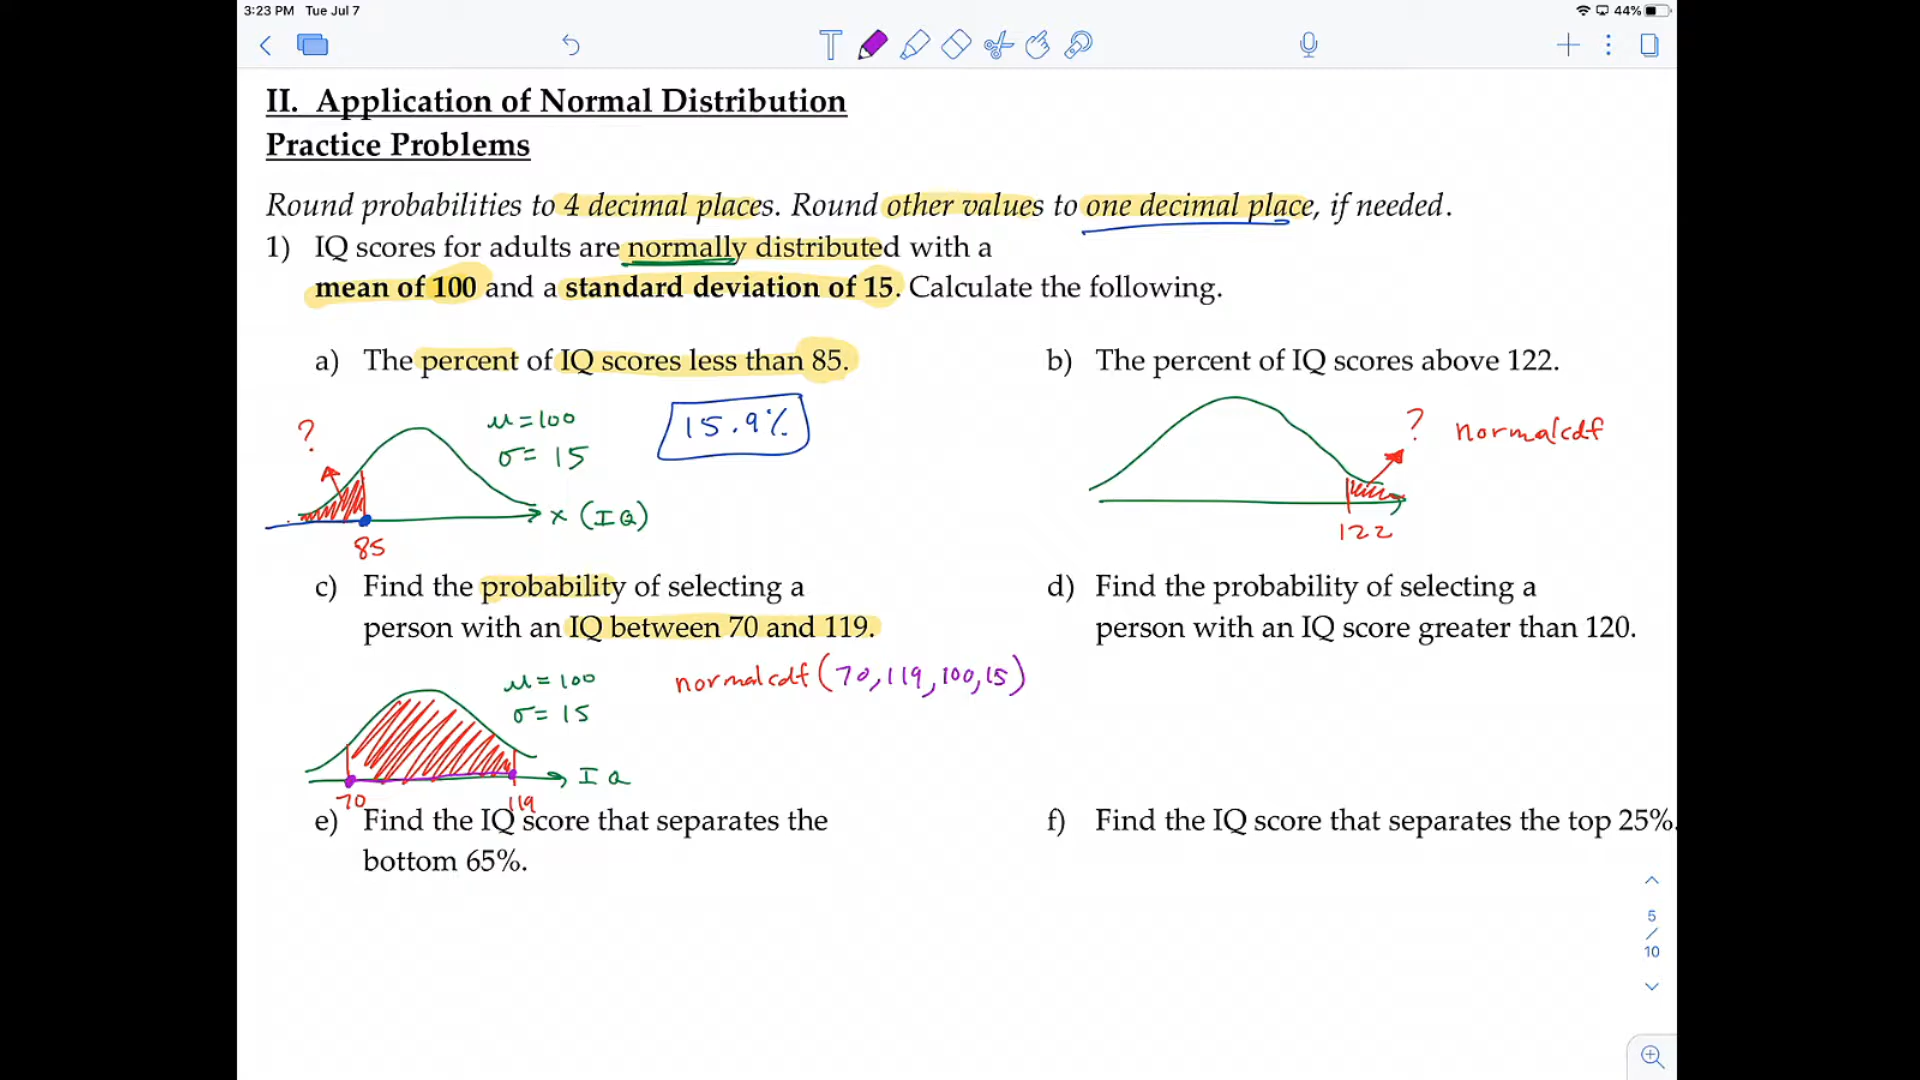 3:23 PM Tue Jul 7
44%
II. Application of Normal Distribution
Practice Problems
Round probabilities to 4 decimal places. Round other values to one decimal place, if needed.
1) IQ scores for adults are normally distributed with a
mean of 100 and a standard deviation of 15. Calculate the following.
a) The percent of IQ scores less than 85.
?
μ = 100
σ = 15
15.9%
x (IQ)
85
b) The percent of IQ scores above 122.
? normalcdf
122
c) Find the probability of selecting a
person with an IQ between 70 and 119.
μ = 100
σ = 15
normalcdf (70, 119, 100, 15)
IQ
70 119
d) Find the probability of selecting a
person with an IQ score greater than 120.
e) Find the IQ score that separates the
bottom 65%.
f) Find the IQ score that separates the top 25%.
5
/
10